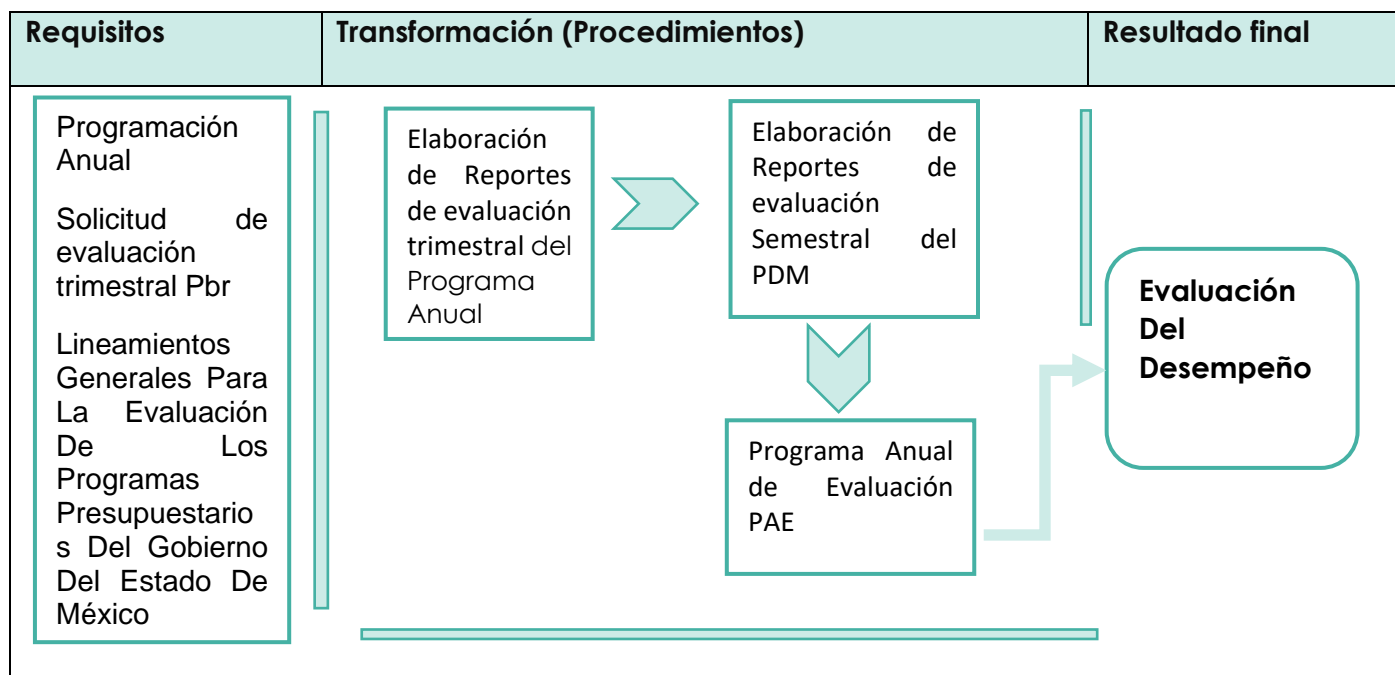 Requisitos
Transformación (Procedimientos)
Resultado final
Programación
Anual
Solicitud de
evaluación
trimestral Pbr
Lineamientos
Generales Para
La Evaluación
De Los
Programas
Presupuestario
s Del Gobierno
Del Estado De
México
Elaboración
de Reportes
de evaluación
trimestral del
Programa
Anual
Elaboración de
Reportes de
evaluación
Semestral del
PDM
Programa Anual
de Evaluación
PAE
Evaluación
Del
Desempeño